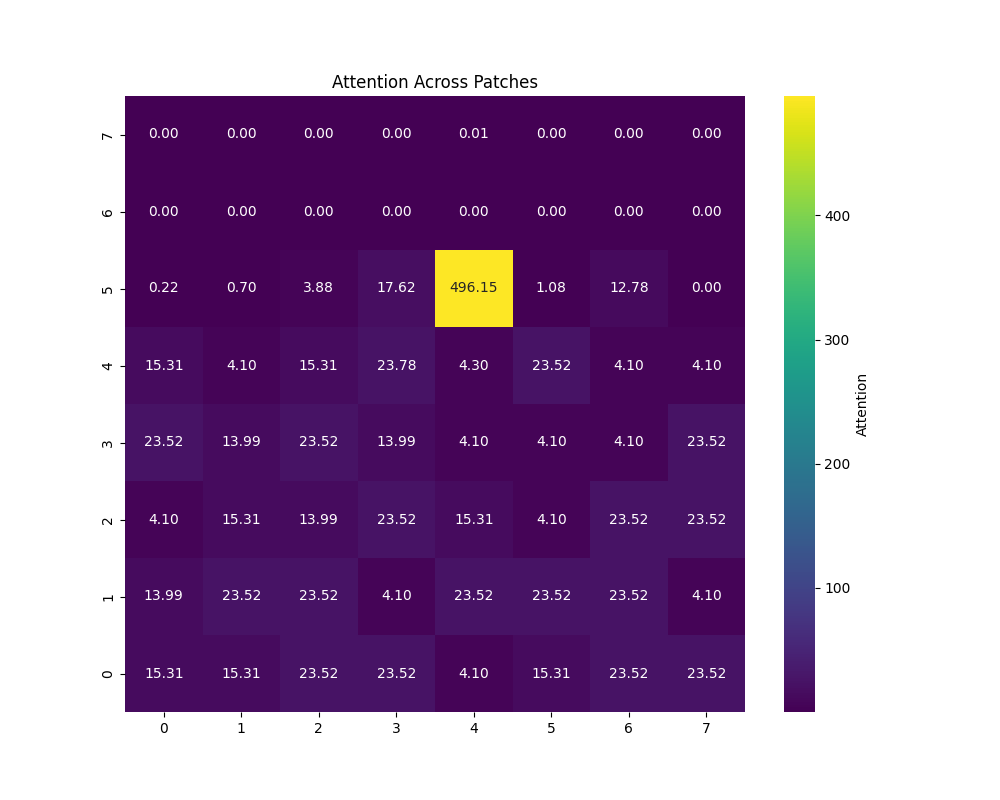 Attention Across Patches
7 0.00 0.00 0.00 0.00 0.01 0.00 0.00 0.00
6 0.00 0.00 0.00 0.00 0.00 0.00 0.00 0.00
5 0.22 0.70 3.88 17.62 496.15 1.08 12.78 0.00
4 15.31 4.10 15.31 23.78 4.30 23.52 4.10 4.10
3 23.52 13.99 23.52 13.99 4.10 4.10 4.10 23.52
2 4.10 15.31 13.99 23.52 15.31 4.10 23.52 23.52
1 13.99 23.52 23.52 4.10 23.52 23.52 23.52 4.10
0 15.31 15.31 23.52 23.52 4.10 15.31 23.52 23.52
0 1 2 3 4 5 6 7
400
300
200
100
Attention